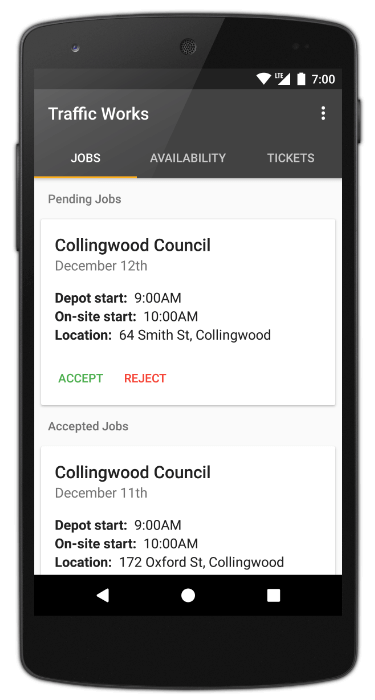 LTE 7:00
Traffic Works
JOBS AVAILABILITY TICKETS
Pending Jobs
Collingwood Council
December 12th
Depot start: 9:00AM
On-site start: 10:00AM
Location: 64 Smith St, Collingwood
ACCEPT REJECT
Accepted Jobs
Collingwood Council
December 11th
Depot start: 9:00AM
On-site start: 10:00AM
Location: 172 Oxford St, Collingwood